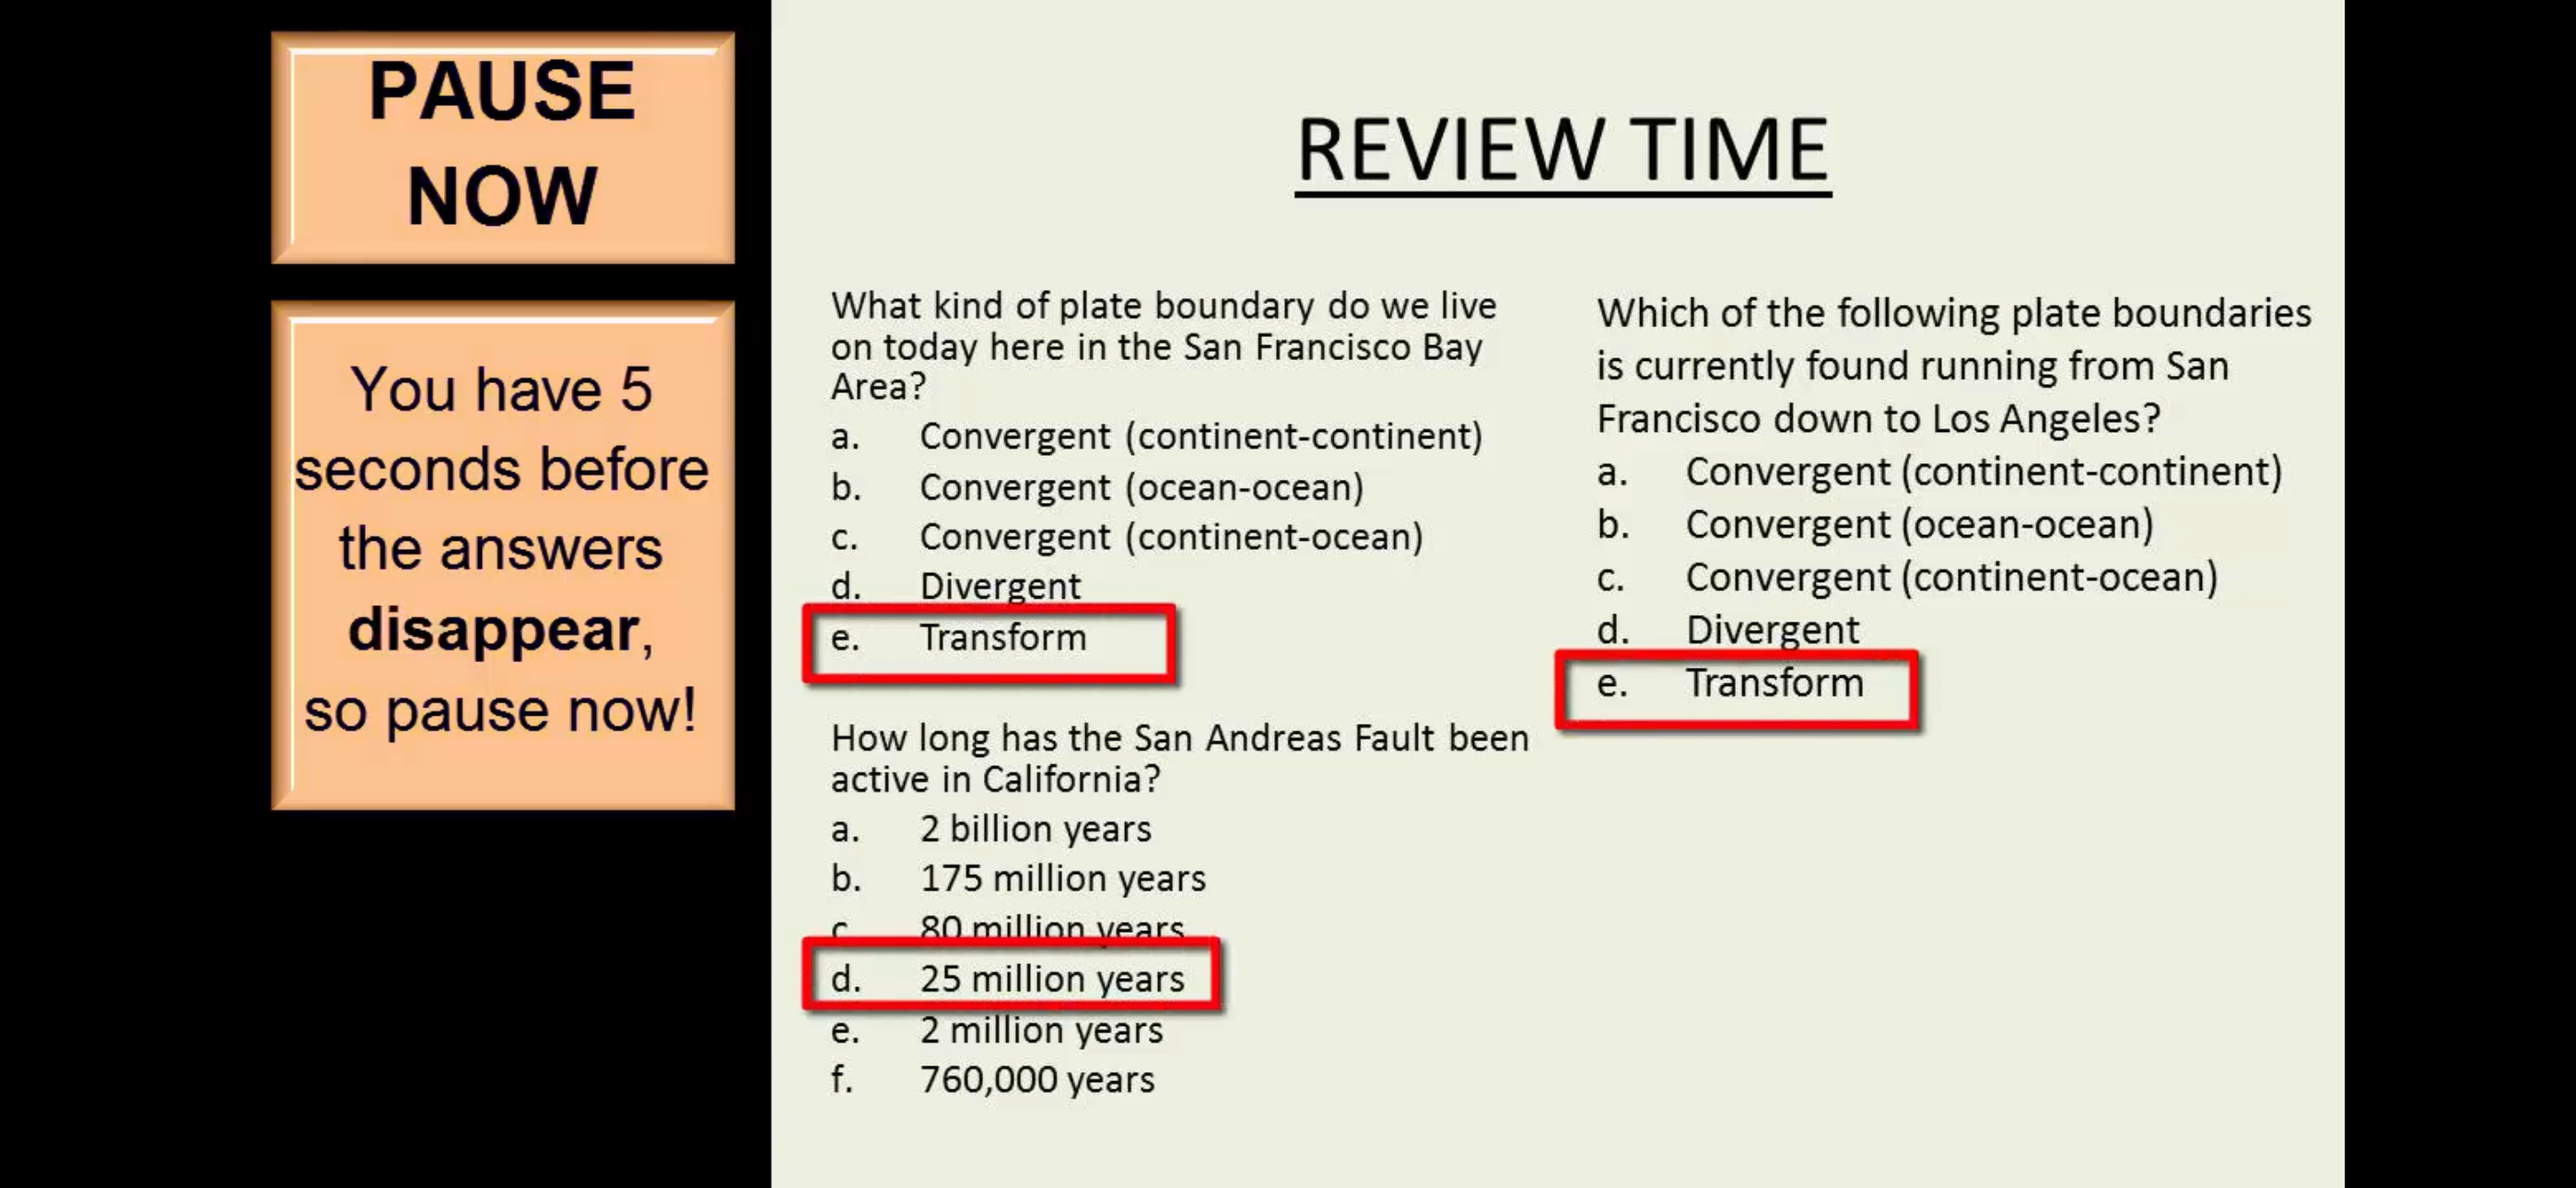 PAUSE
NOW
You have 5
seconds before
the answers
disappear,
so pause now!
REVIEW TIME
What kind of plate boundary do we live
on today here in the San Francisco Bay
Area?
a. Convergent (continent-continent)
b. Convergent (ocean-ocean)
c. Convergent (continent-ocean)
d. Divergent
e. Transform
How long has the San Andreas Fault been
active in California?
a. 2 billion years
b. 175 million years
c. 80 million years
d. 25 million years
e. 2 million years
f. 760,000 years
Which of the following plate boundaries
is currently found running from San
Francisco down to Los Angeles?
a. Convergent (continent-continent)
b. Convergent (ocean-ocean)
c. Convergent (continent-ocean)
d. Divergent
e. Transform